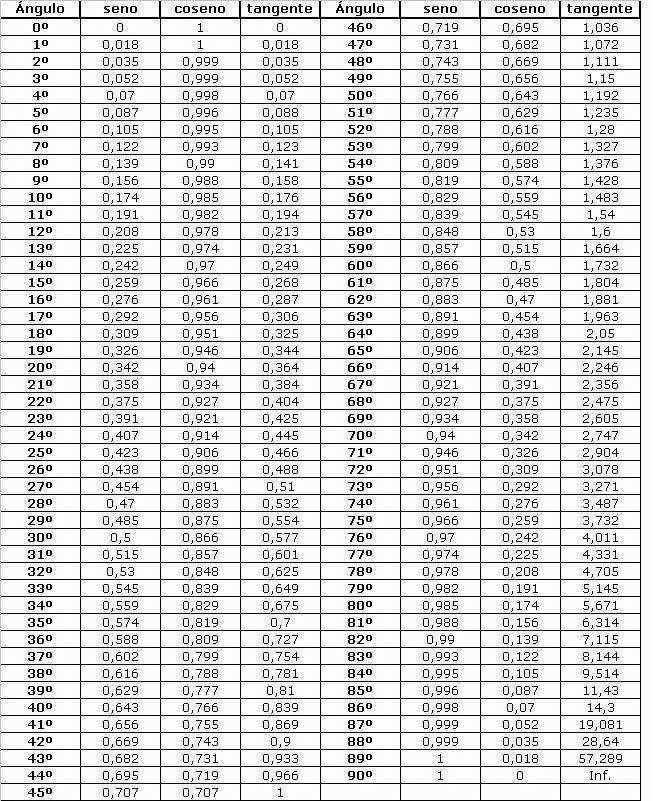 Ángulo seno coseno tangente Ángulo seno coseno tangente
0º 0 1 0 46º 0,719 0,695 1,036
1º 0,018 1 0,018 47º 0,731 0,682 1,072
2º 0,035 0,999 0,035 48º 0,743 0,669 1,111
3º 0,052 0,999 0,052 49º 0,755 0,656 1,15
4º 0,07 0,998 0,07 50º 0,766 0,643 1,192
5º 0,087 0,996 0,088 51º 0,777 0,629 1,235
6º 0,105 0,995 0,105 52º 0,788 0,616 1,28
7º 0,122 0,993 0,123 53º 0,799 0,602 1,327
8º 0,139 0,99 0,141 54º 0,809 0,588 1,376
9º 0,156 0,988 0,158 55º 0,819 0,574 1,428
10º 0,174 0,985 0,176 56º 0,829 0,559 1,483
11º 0,191 0,982 0,194 57º 0,839 0,545 1,54
12º 0,208 0,978 0,213 58º 0,848 0,53 1,6
13º 0,225 0,974 0,231 59º 0,857 0,515 1,664
14º 0,242 0,97 0,249 60º 0,866 0,5 1,732
15º 0,259 0,966 0,268 61º 0,875 0,485 1,804
16º 0,276 0,961 0,287 62º 0,883 0,47 1,881
17º 0,292 0,956 0,306 63º 0,891 0,454 1,963
18º 0,309 0,951 0,325 64º 0,899 0,438 2,05
19º 0,326 0,946 0,344 65º 0,906 0,423 2,145
20º 0,342 0,94 0,364 66º 0,914 0,407 2,246
21º 0,358 0,934 0,384 67º 0,921 0,391 2,356
22º 0,375 0,927 0,404 68º 0,927 0,375 2,475
23º 0,391 0,921 0,425 69º 0,934 0,358 2,605
24º 0,407 0,914 0,445 70º 0,94 0,342 2,747
25º 0,423 0,906 0,466 71º 0,946 0,326 2,904
26º 0,438 0,899 0,488 72º 0,951 0,309 3,078
27º 0,454 0,891 0,51 73º 0,956 0,292 3,271
28º 0,47 0,883 0,532 74º 0,961 0,276 3,487
29º 0,485 0,875 0,554 75º 0,966 0,259 3,732
30º 0,5 0,866 0,577 76º 0,97 0,242 4,011
31º 0,515 0,857 0,601 77º 0,974 0,225 4,331
32º 0,53 0,848 0,625 78º 0,978 0,208 4,705
33º 0,545 0,839 0,649 79º 0,982 0,191 5,145
34º 0,559 0,829 0,675 80º 0,985 0,174 5,671
35º 0,574 0,819 0,7 81º 0,988 0,156 6,314
36º 0,588 0,809 0,727 82º 0,99 0,139 7,115
37º 0,602 0,799 0,754 83º 0,993 0,122 8,144
38º 0,616 0,788 0,781 84º 0,995 0,105 9,514
39º 0,629 0,777 0,81 85º 0,996 0,087 11,43
40º 0,643 0,766 0,839 86º 0,998 0,07 14,3
41º 0,656 0,755 0,869 87º 0,999 0,052 19,081
42º 0,669 0,743 0,9 88º 0,999 0,035 28,64
43º 0,682 0,731 0,933 89º 1 0,018 57,289
44º 0,695 0,719 0,966 90º 1 0 Inf.
45º 0,707 0,707 1